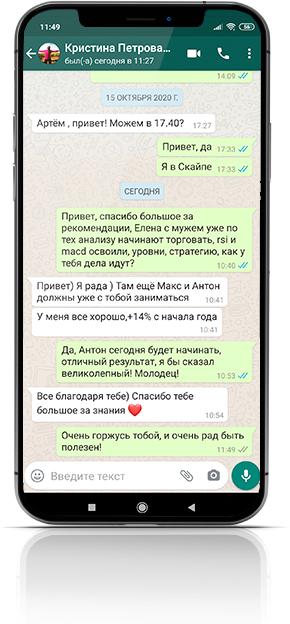 11:49
56
Кристина Петрова...
был(-а) сегодня в 11:27
14:09
15 ОКТЯБРЯ 2020 Г.
Артём , привет! Можем в 17.40?
17:27
Привет, да
17:33
Я в Скайпе
17:33
СЕГОДНЯ
Привет, спасибо большое за
рекомендации, Елена с мужем уже по
тех анализу начинают торговать, rsi и
macd освоили, уровни, стратегию, как у
тебя дела идут?
10:40
Привет) Я рада ) Там ещё Макс и Антон
должны уже с тобой заниматься
10:41
У меня все хорошо,+14% с начала года
10:41
Да, Антон сегодня будет начинать,
отличный результат, я бы сказал
великолепный! Молодец!
10:53
Все благодаря тебе) Спасибо тебе
большое за знания ❤️
10:54
Очень горжусь тобой, и очень рад быть
полезен!
11:49
Введите текст